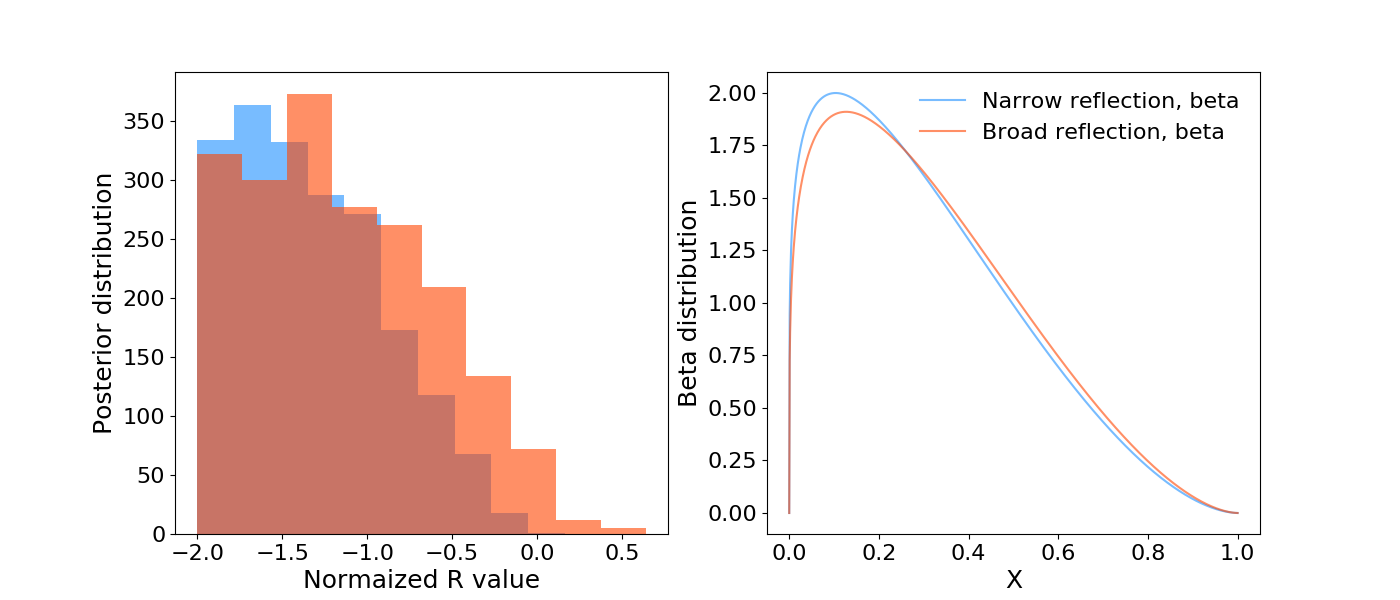 Posterior distribution
350
300
250
200
150
100
50
0
−2.0 −1.5 −1.0 −0.5 0.0 0.5
Normaized R value
Beta distribution
2.00
1.75
1.50
1.25
1.00
0.75
0.50
0.25
0.00
0.0 0.2 0.4 0.6 0.8 1.0
X
Narrow reflection, beta
Broad reflection, beta